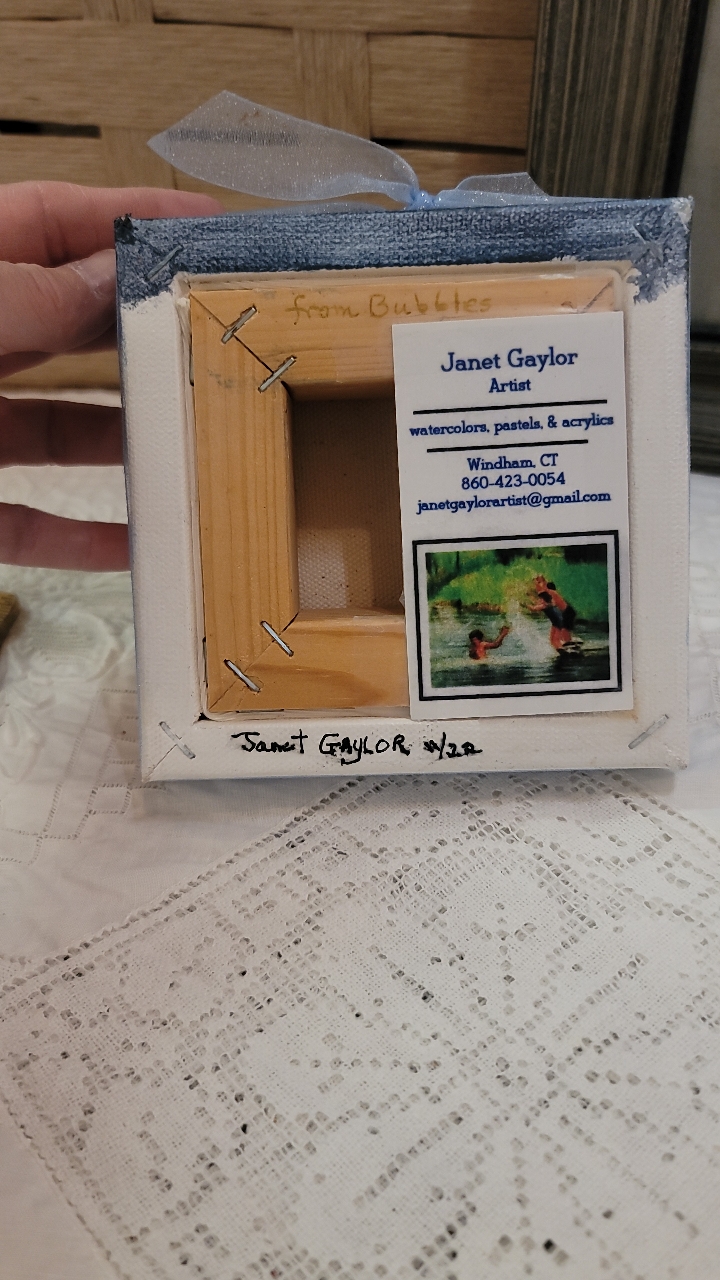 from Bubbles
Janet Gaylor
Artist
watercolors, pastels, & acrylics
Windham, CT
860-423-0054
janetgaylorartist@gmail.com
Janet GAYLOR